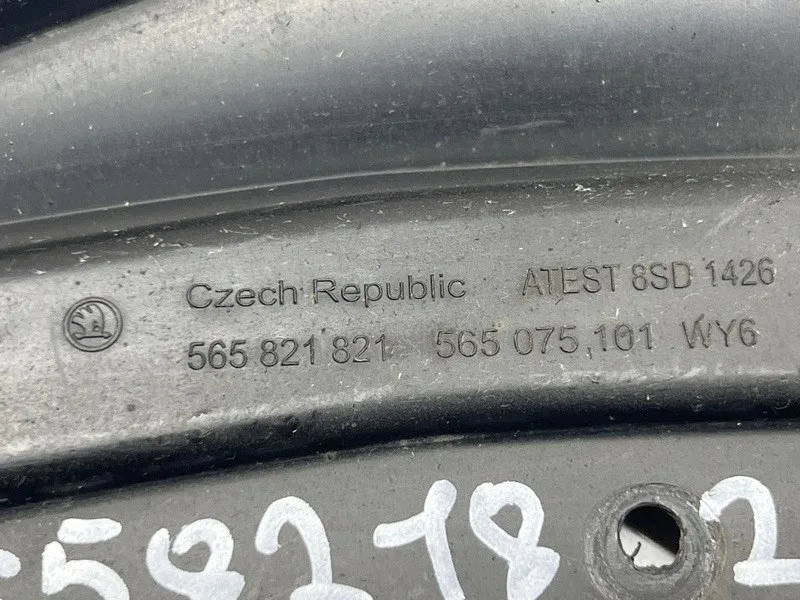 Czech Republic ATEST 8SD 1426
565 821 821 565 075 101 WY6